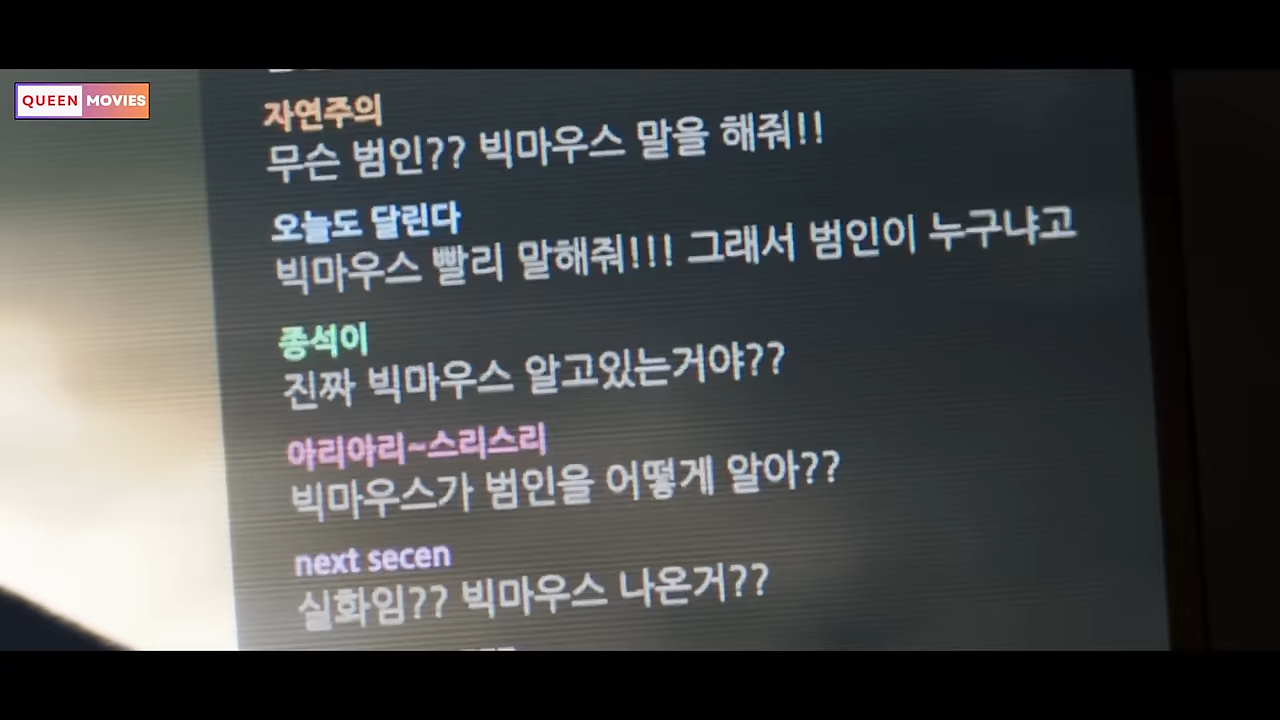 QUEEN MOVIES
자연주의
무슨 범인?? 빅마우스 말을 해줘!!
오늘도 달린다
빅마우스 빨리 말해줘!!! 그래서 범인이 누구냐고
종석이
진짜 빅마우스 알고있는거야??
아리아리~스리스리
빅마우스가 범인을 어떻게 알아??
next secen
실화임?? 빅마우스 나온거??